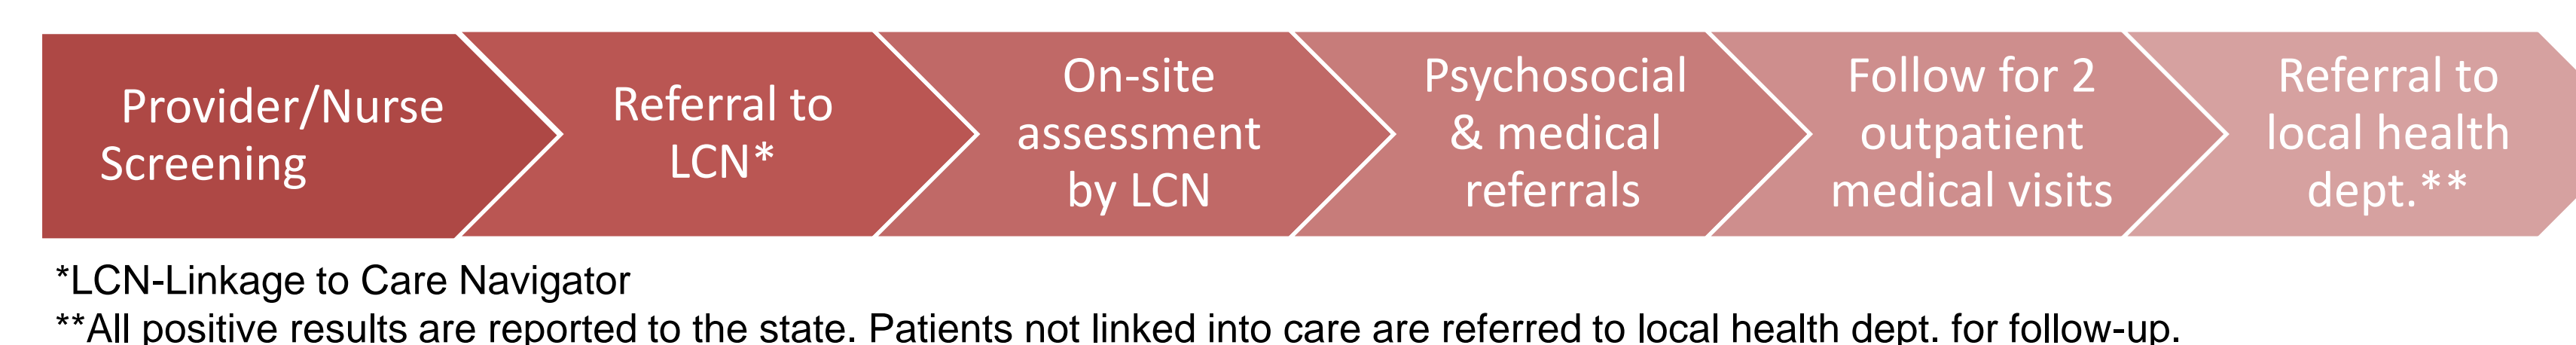 Provider/Nurse
Screening
Referral to
LCN*
On-site
assessment
by LCN
Psychosocial
& medical
referrals
Follow for 2
outpatient
medical visits
Referral to
local health
dept.**
*LCN-Linkage to Care Navigator
**All positive results are reported to the state. Patients not linked into care are referred to local health dept. for follow-up.